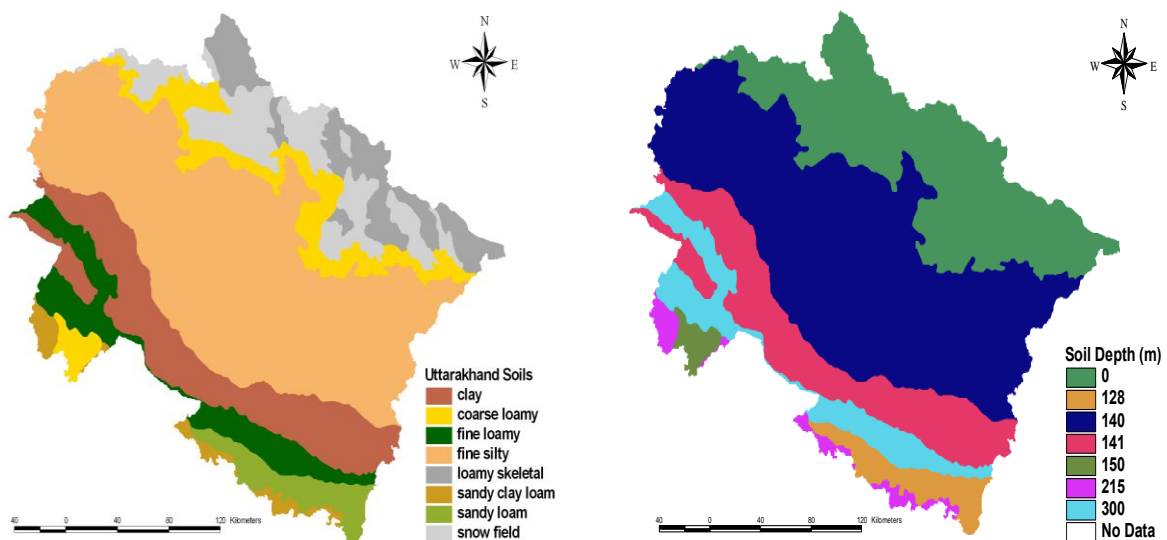 N
W E
S
Uttarakhand Soils
clay
coarse loamy
fine loamy
fine silty
loamy skeletal
sandy clay loam
sandy loam
snow field
40 0 40 80 120 Kilometers
N
W E
S
Soil Depth (m)
0
128
140
141
150
215
300
No Data
40 0 40 80 120 Kilometers